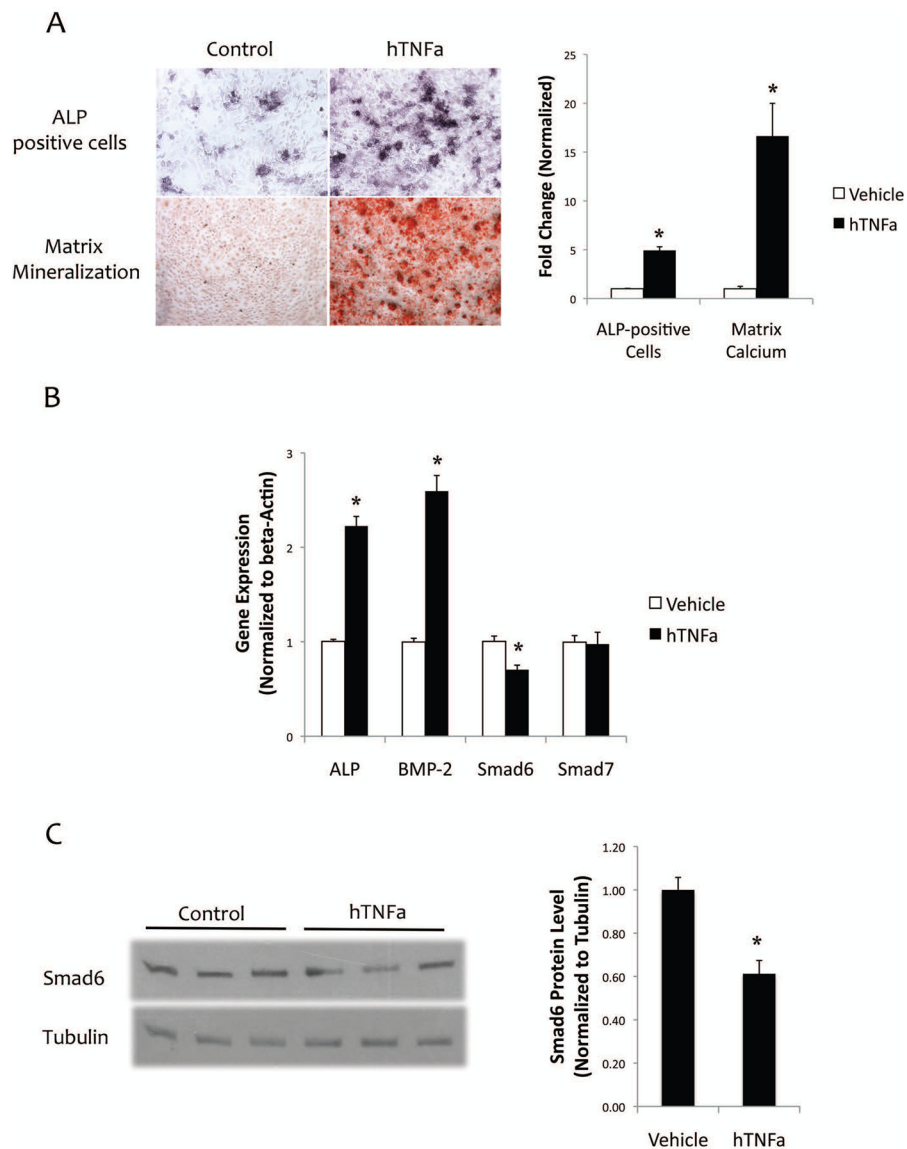 A
Control
hTNFa
ALP
positive cells
Matrix
Mineralization
Fold Change (Normalized)
25
20
15
10
5
0
*
*
ALP-positive
Cells
Matrix
Calcium
Vehicle
hTNFa
B
Gene Expression
(Normalized to beta-Actin)
3
2
1
0
*
*
*
ALP
BMP-2
Smad6
Smad7
Vehicle
hTNFa
C
Control
hTNFa
Smad6
Tubulin
Smad6 Protein Level
(Normalized to Tubulin)
1.20
1.00
0.80
0.60
0.40
0.20
0.00
*
Vehicle
hTNFa